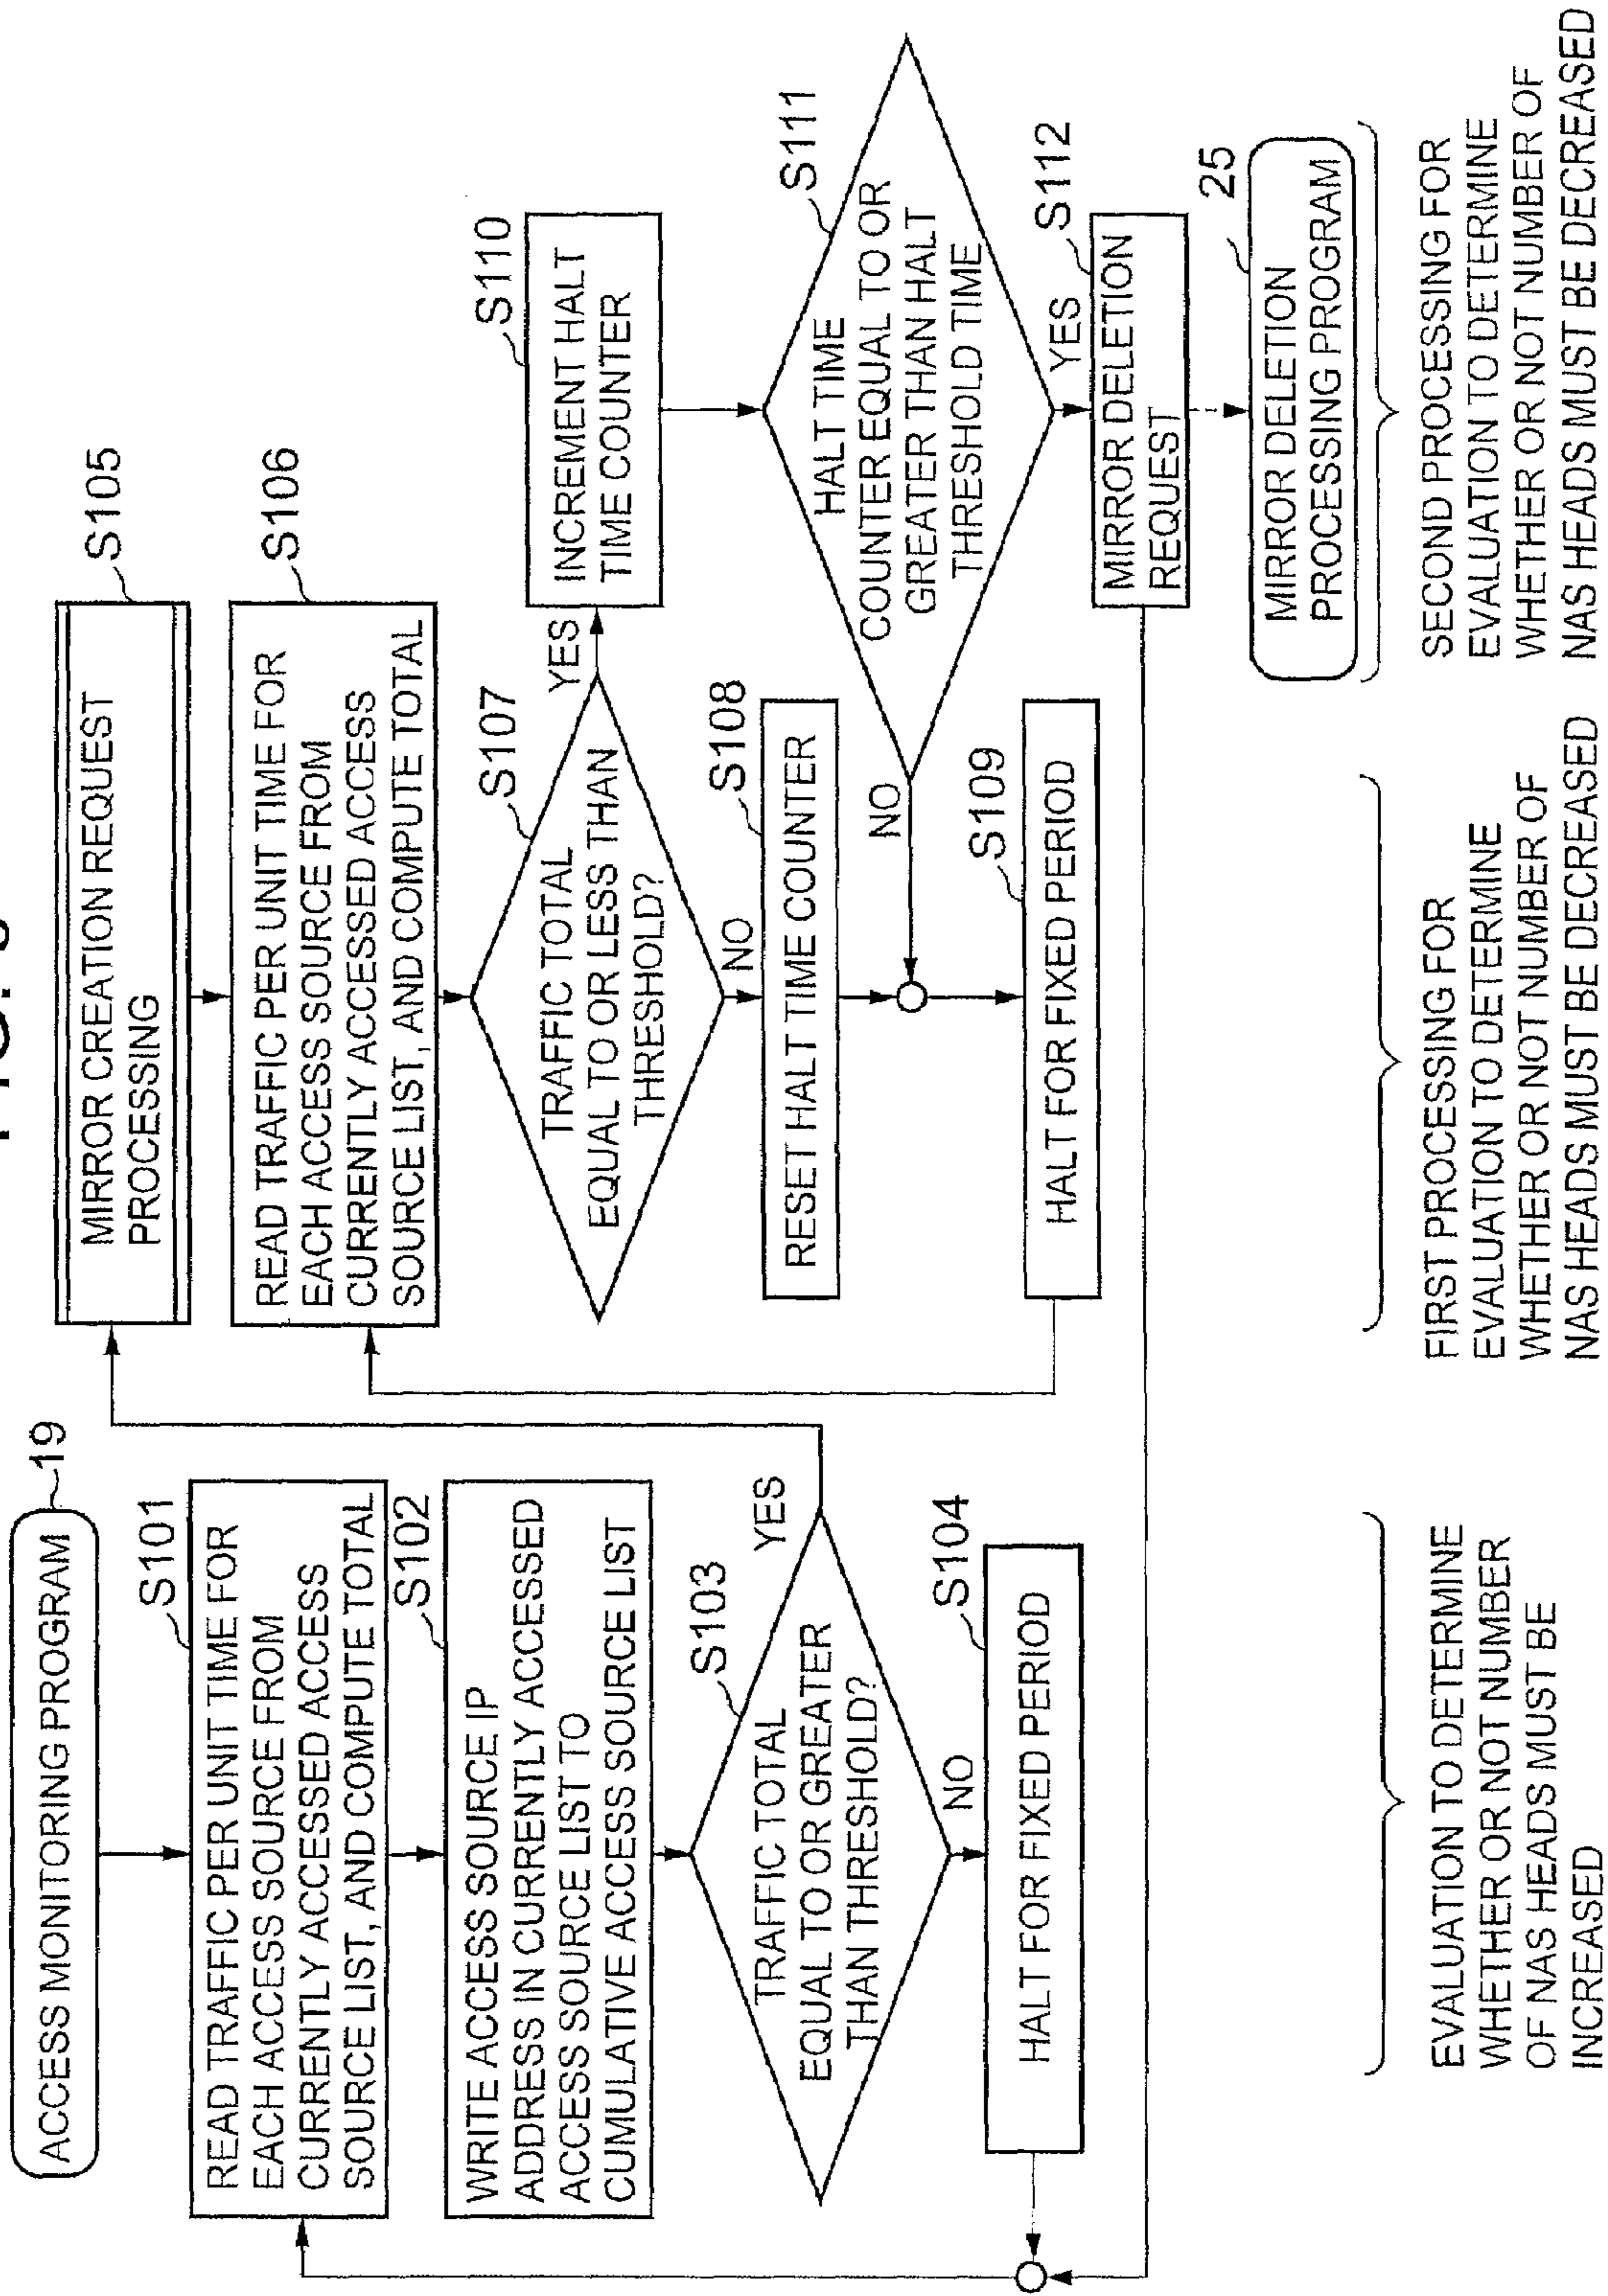 ACCESS MONITORING PROGRAM
19
S101
READ TRAFFIC PER UNIT TIME FOR
EACH ACCESS SOURCE FROM
CURRENTLY ACCESSED ACCESS
SOURCE LIST, AND COMPUTE TOTAL
S102
WRITE ACCESS SOURCE IP
ADDRESS IN CURRENTLY ACCESSED
ACCESS SOURCE LIST TO
CUMULATIVE ACCESS SOURCE LIST
S103
TRAFFIC TOTAL
EQUAL TO OR GREATER
THAN THRESHOLD?
YES
NO
S104
HALT FOR FIXED PERIOD
EVALUATION TO DETERMINE
WHETHER OR NOT NUMBER
OF NAS HEADS MUST BE
INCREASED
S105
MIRROR CREATION REQUEST
PROCESSING
S106
READ TRAFFIC PER UNIT TIME FOR
EACH ACCESS SOURCE FROM
CURRENTLY ACCESSED ACCESS
SOURCE LIST, AND COMPUTE TOTAL
S107
TRAFFIC TOTAL
EQUAL TO OR LESS THAN
THRESHOLD?
YES
NO
S108
RESET HALT TIME COUNTER
NO
S109
HALT FOR FIXED PERIOD
FIRST PROCESSING FOR
EVALUATION TO DETERMINE
WHETHER OR NOT NUMBER OF
NAS HEADS MUST BE DECREASED
S110
INCREMENT HALT
TIME COUNTER
S111
HALT TIME
COUNTER EQUAL TO OR
GREATER THAN HALT
THRESHOLD TIME
YES
S112
MIRROR DELETION
REQUEST
25
MIRROR DELETION
PROCESSING PROGRAM
SECOND PROCESSING FOR
EVALUATION TO DETERMINE
WHETHER OR NOT NUMBER OF
NAS HEADS MUST BE DECREASED